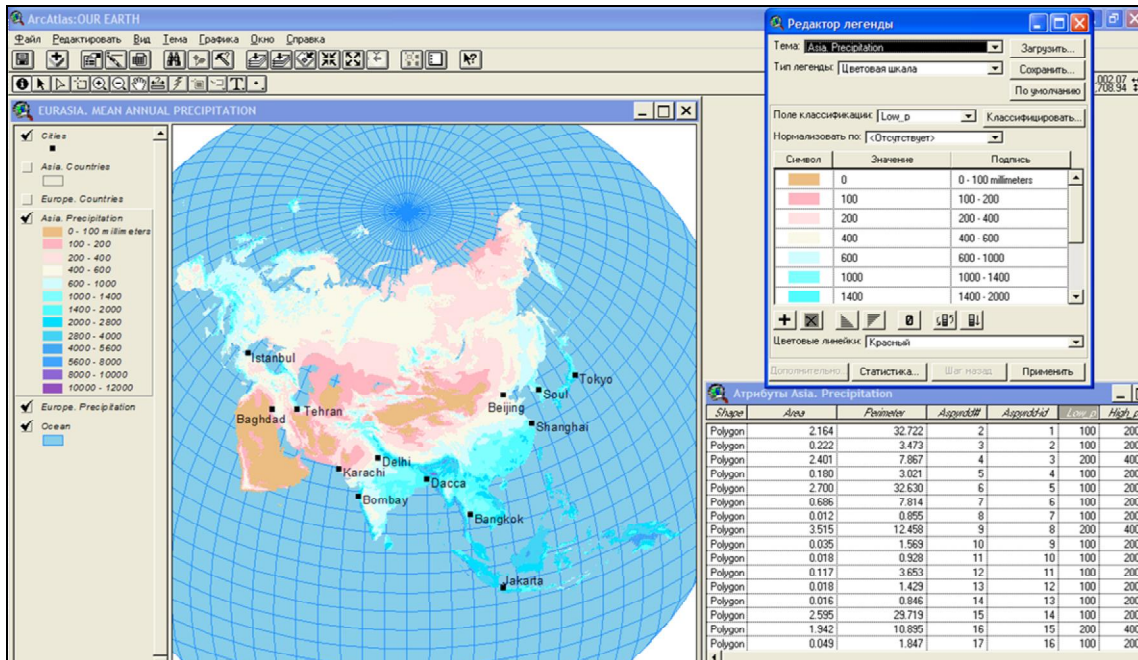 ArcAtlas:OUR EARTH
Файл Редактировать Вид Тема Графика Окно Справка
002.07
708.94
EURASIA. MEAN ANNUAL PRECIPITATION
Cities
Asia. Countries
Europe. Countries
Asia. Precipitation
0 - 100 millimeters
100 - 200
200 - 400
400 - 600
600 - 1000
1000 - 1400
1400 - 2000
2000 - 2800
2800 - 4000
4000 - 5600
5600 - 8000
8000 - 10000
10000 - 12000
Europe. Precipitation
Ocean
Istanbul
Baghdad
Tehran
Karachi
Delhi
Bombay
Dacca
Bangkok
Jakarta
Beijing
Soul
Shanghai
Tokyo
Редактор легенды
Тема: Asia. Precipitation
Загрузить...
Тип легенды: Цветовая шкала
Сохранить...
По умолчанию
Поле классификации: Low_p
Классифицировать...
Нормализовать по: <Отсутствует>
Символ Значение Подпись
0 0 - 100 millimeters
100 100 - 200
200 200 - 400
400 400 - 600
600 600 - 1000
1000 1000 - 1400
1400 1400 - 2000
Цветовые линейки: Красный
Дополнительно... Статистика... Шаг назад Применить
Атрибуты Asia. Precipitation
Shape Area Perimeter Aspprdd# Aspprdd-id Low_p High_p
Polygon 2.164 32.722 2 1 100 200
Polygon 0.222 3.473 3 2 100 200
Polygon 2.401 7.867 4 3 200 400
Polygon 0.180 3.021 5 4 100 200
Polygon 2.700 32.630 6 5 100 200
Polygon 0.686 7.814 7 6 100 200
Polygon 0.012 0.855 8 7 100 200
Polygon 3.515 12.458 9 8 200 400
Polygon 0.035 1.569 10 9 100 200
Polygon 0.018 0.928 11 10 100 200
Polygon 0.117 3.653 12 11 100 200
Polygon 0.018 1.429 13 12 100 200
Polygon 0.016 0.846 14 13 100 200
Polygon 2.595 29.719 15 14 100 200
Polygon 1.942 10.895 16 15 200 400
Polygon 0.049 1.847 17 16 100 200